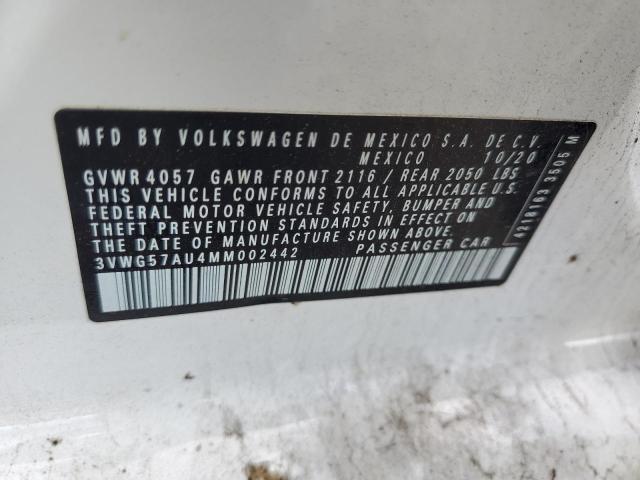 MFD BY VOLKSWAGEN DE MEXICO S.A. DE C.V.
MEXICO 10/20
GVWR 4057 GAWR FRONT 2116 / REAR 2050 LBS
THIS VEHICLE CONFORMS TO ALL APPLICABLE U.S.
FEDERAL MOTOR VEHICLE SAFETY, BUMPER AND
THEFT PREVENTION STANDARDS IN EFFECT ON
THE DATE OF MANUFACTURE SHOWN ABOVE
3VWG57AU4MM002442 PASSENGER CAR
4218163 3505 M